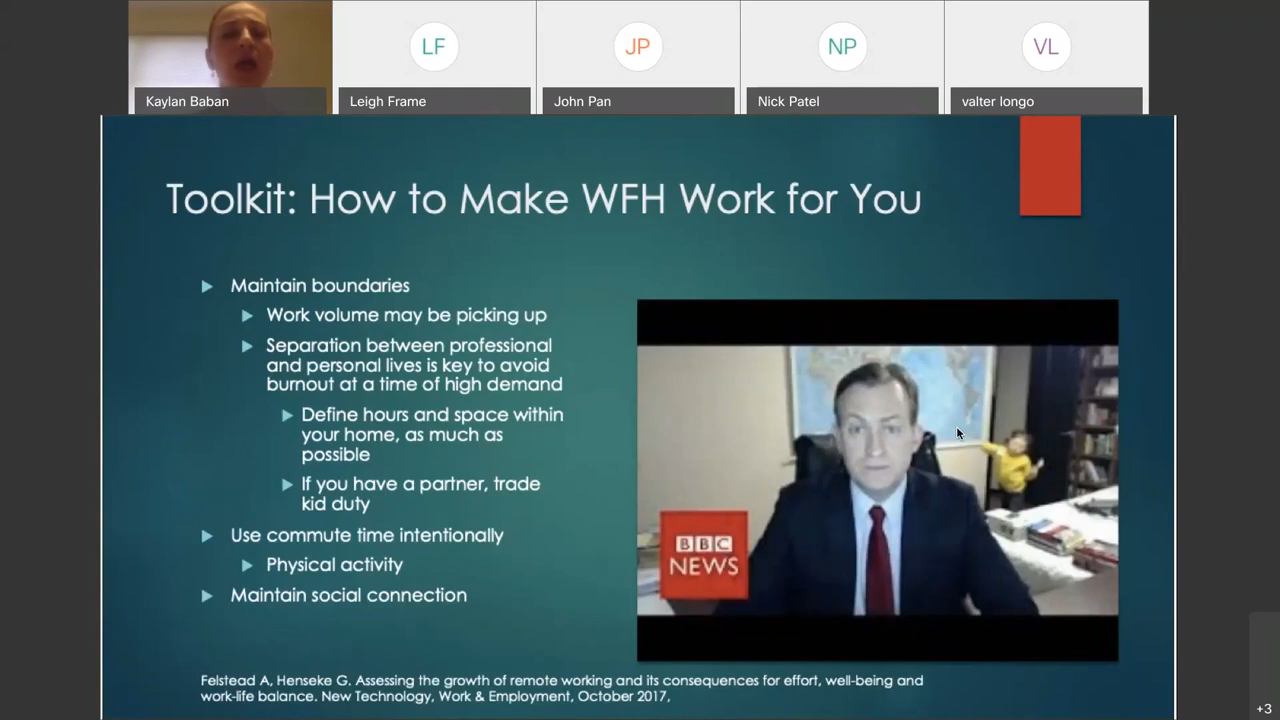 LF
JP
NP
VL
Kaylan Baban
Leigh Frame
John Pan
Nick Patel
valter longo
Toolkit: How to Make WFH Work for You
Maintain boundaries
Work volume may be picking up
Separation between professional
and personal lives is key to avoid
burnout at a time of high demand
Define hours and space within
your home, as much as
possible
If you have a partner, trade
kid duty
Use commute time intentionally
Physical activity
Maintain social connection
BBC
NEWS
Felstead A, Henseke G. Assessing the growth of remote working and its consequences for effort, well-being and
work-life balance. New Technology, Work & Employment, October 2017,
+3